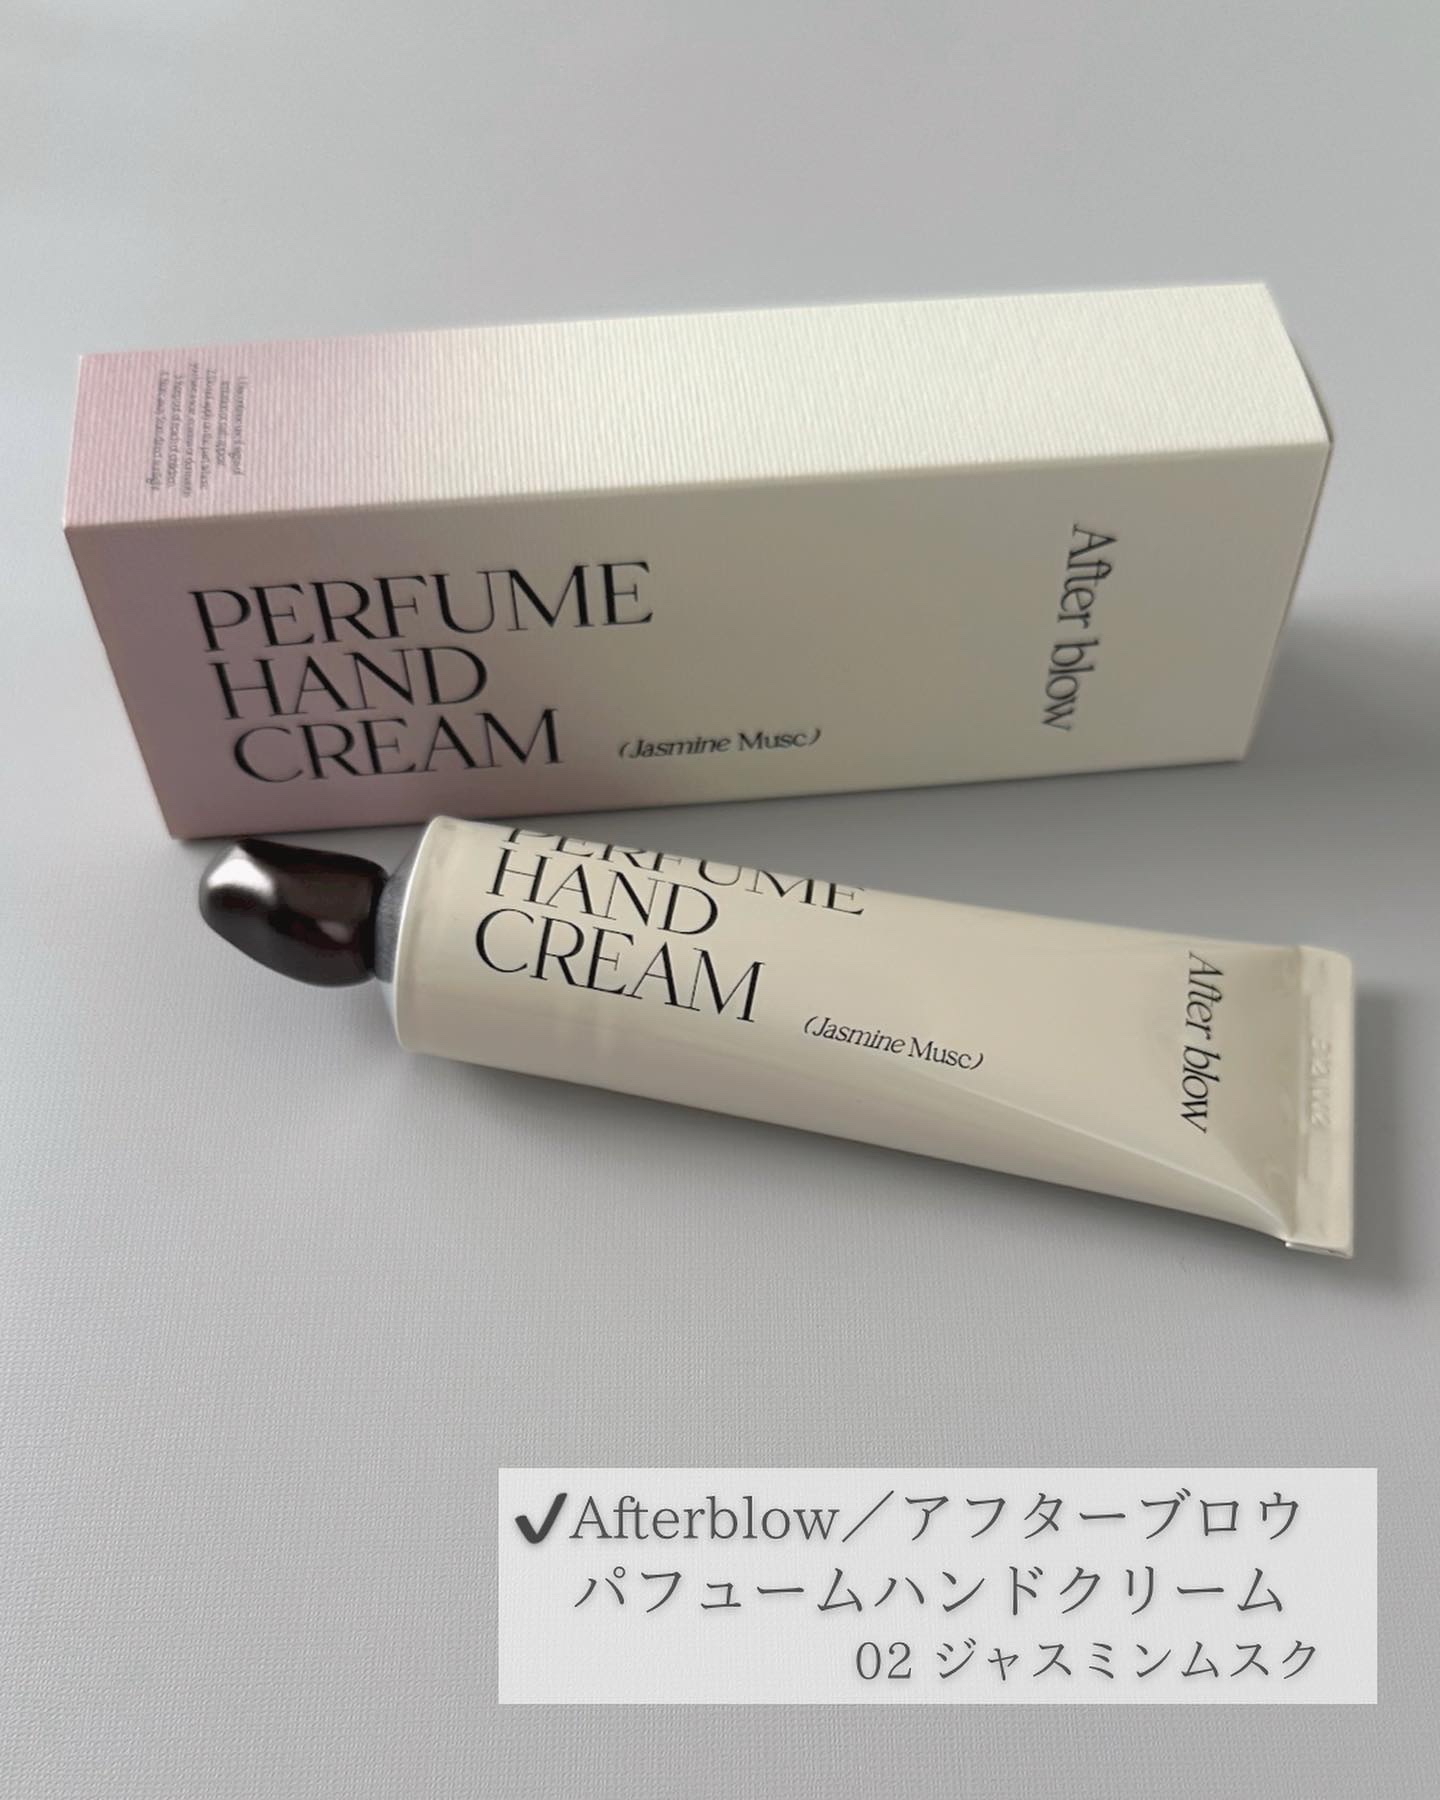 PERFUME
HAND
CREAM
(Jasmine Musc)
After blow
PERFUME
HAND
CREAM
(Jasmine Musc)
After blow
✔Afterblow／アフターブロウ
パフュームハンドクリーム
02 ジャスミンムスク